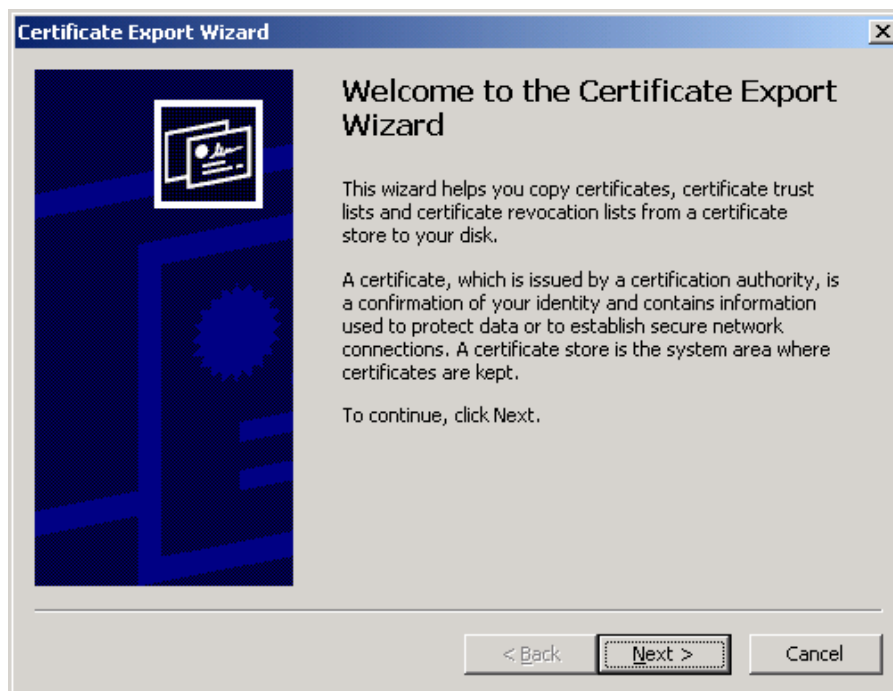 Certificate Export Wizard
Welcome to the Certificate Export
Wizard
This wizard helps you copy certificates, certificate trust
lists and certificate revocation lists from a certificate
store to your disk.
A certificate, which is issued by a certification authority, is
a confirmation of your identity and contains information
used to protect data or to establish secure network
connections. A certificate store is the system area where
certificates are kept.
To continue, click Next.
< Back
Next >
Cancel